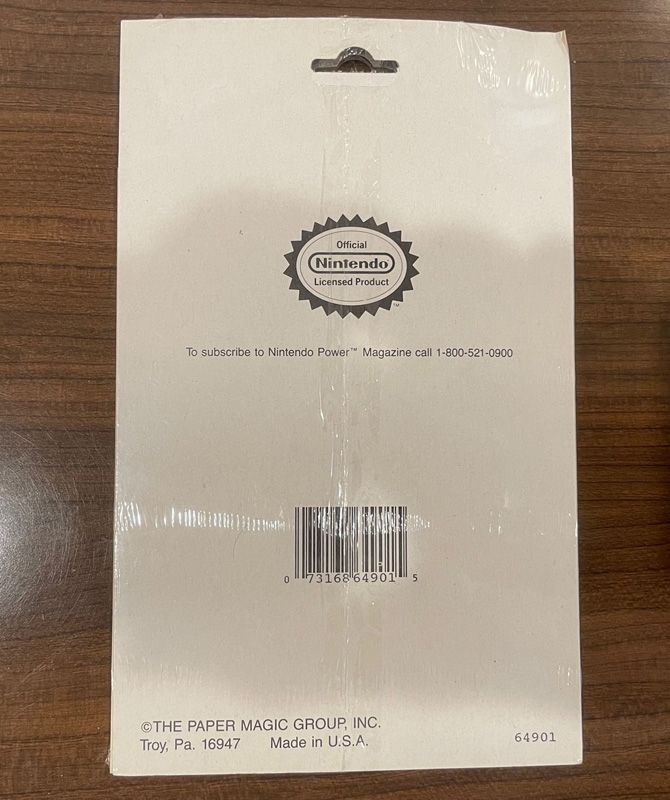 Official
Nintendo
Licensed Product
™
To subscribe to Nintendo Power™ Magazine call 1-800-521-0900
0 73168 64901 5
©THE PAPER MAGIC GROUP, INC.
Troy, Pa. 16947 Made in U.S.A.
64901